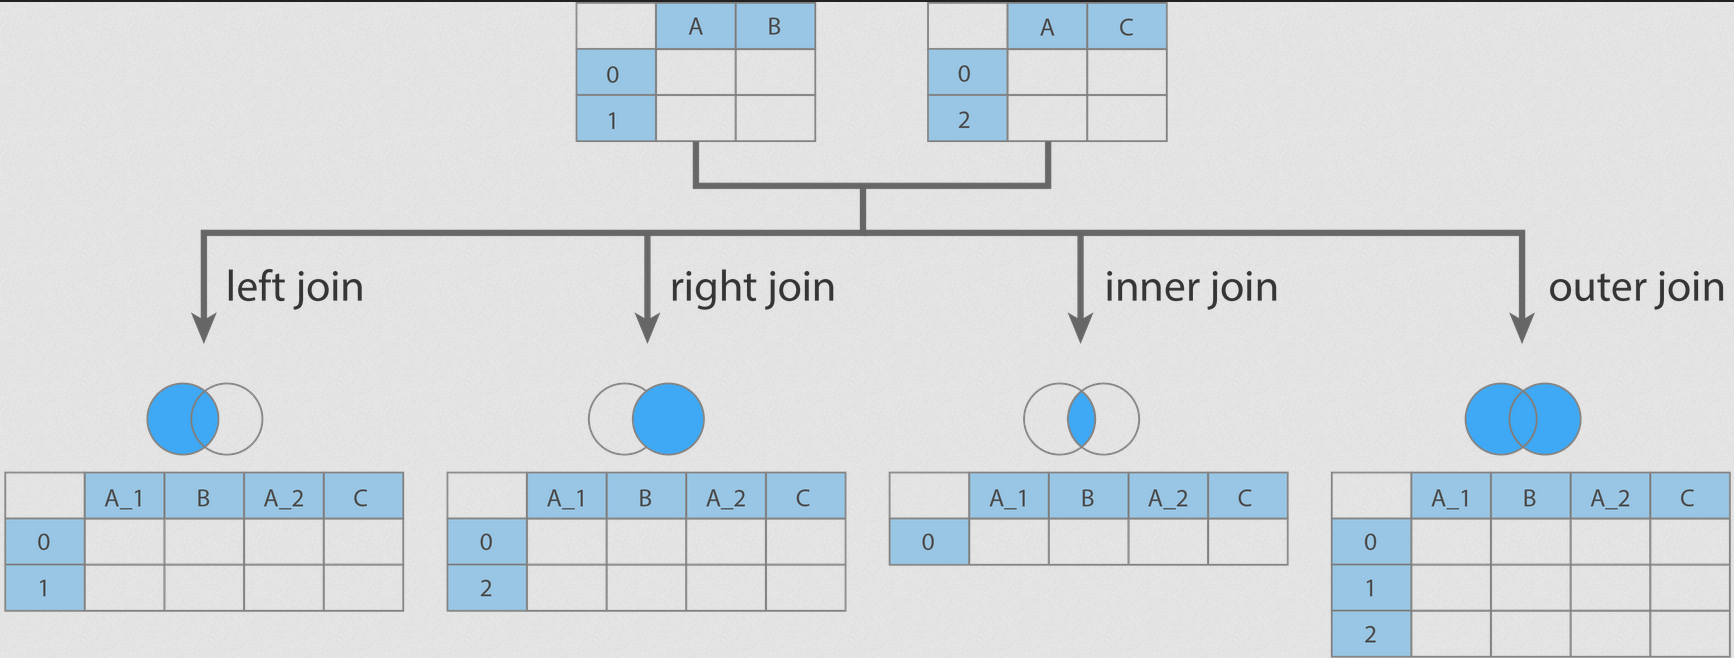 A B
0
1
A C
0
2
left join
right join
inner join
outer join
A_1 B A_2 C
0
1
A_1 B A_2 C
0
2
A_1 B A_2 C
0
A_1 B A_2 C
0
1
2